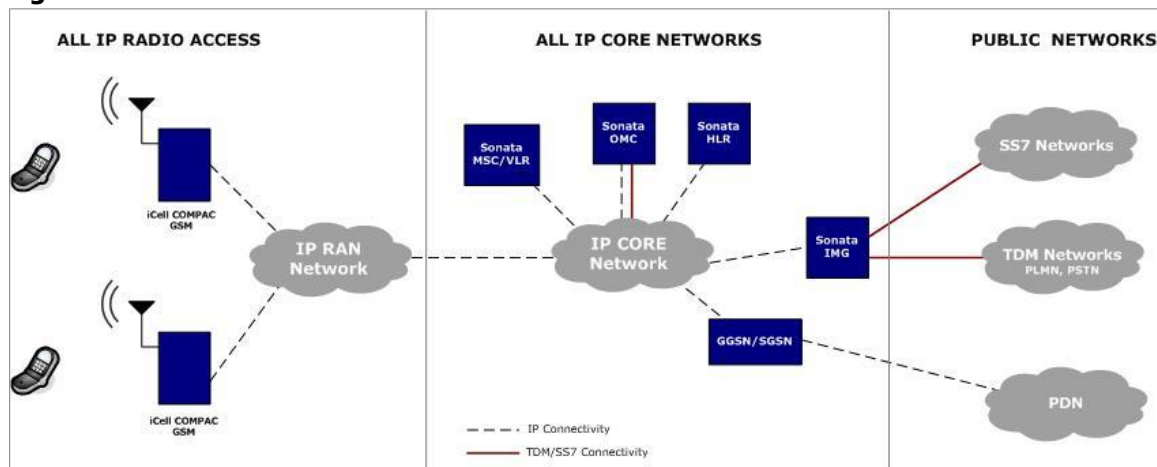 ALL IP RADIO ACCESS
ALL IP CORE NETWORKS
PUBLIC NETWORKS
iCell COMPAC
GSM
IP RAN
Network
iCell COMPAC
GSM
Sonata
MSC/VLR
Sonata
OMC
Sonata
HLR
IP CORE
Network
Sonata
IMG
GGSN/SGSN
SS7 Networks
TDM Networks
PLMN, PSTN
PDN
IP Connectivity
TDM/SS7 Connectivity